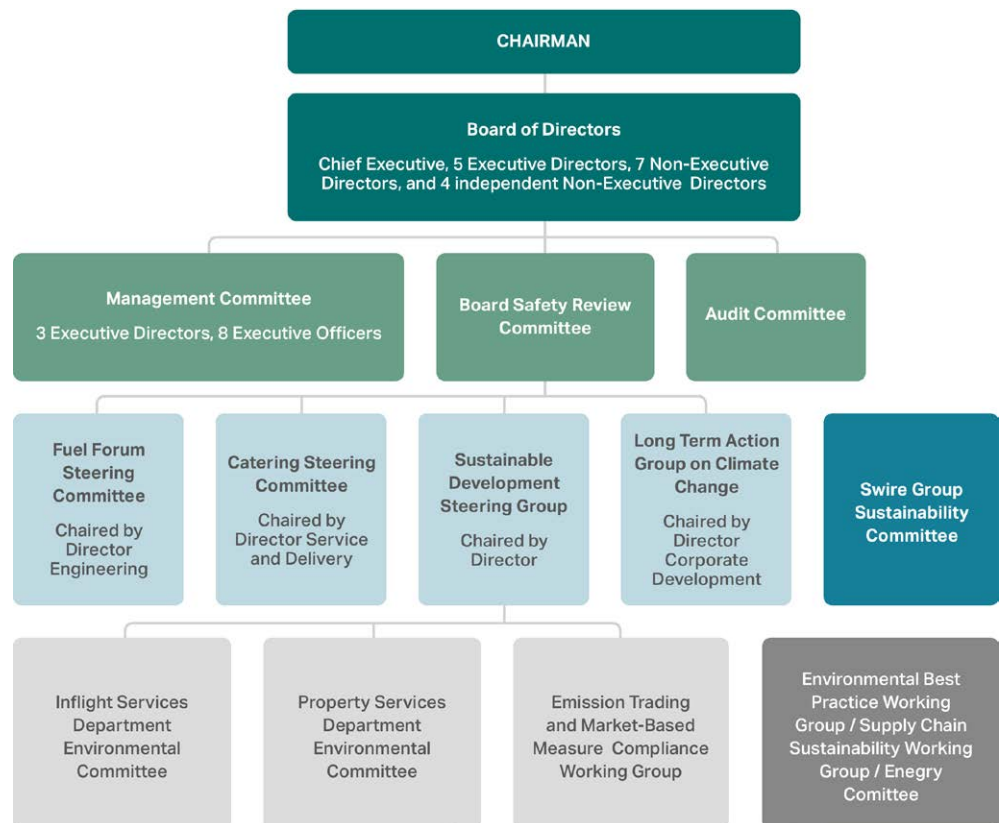 CHAIRMAN
Board of Directors
Chief Executive, 5 Executive Directors, 7 Non-Executive
Directors, and 4 independent Non-Executive Directors
Management Committee
3 Executive Directors, 8 Executive Officers
Board Safety Review
Committee
Audit Committee
Fuel Forum
Steering
Committee
Chaired by
Director
Engineering
Catering Steering
Committee
Chaired by
Director Service
and Delivery
Sustainable
Development
Steering Group
Chaired by
Director
Long Term Action
Group on Climate
Change
Chaired by
Director
Corporate
Development
Swire Group
Sustainability
Committee
Inflight Services
Department
Environmental
Committee
Property Services
Department
Environmental
Committee
Emission Trading
and Market-Based
Measure Compliance
Working Group
Environmental Best
Practice Working
Group / Supply Chain
Sustainability Working
Group / Enegry
Comittee